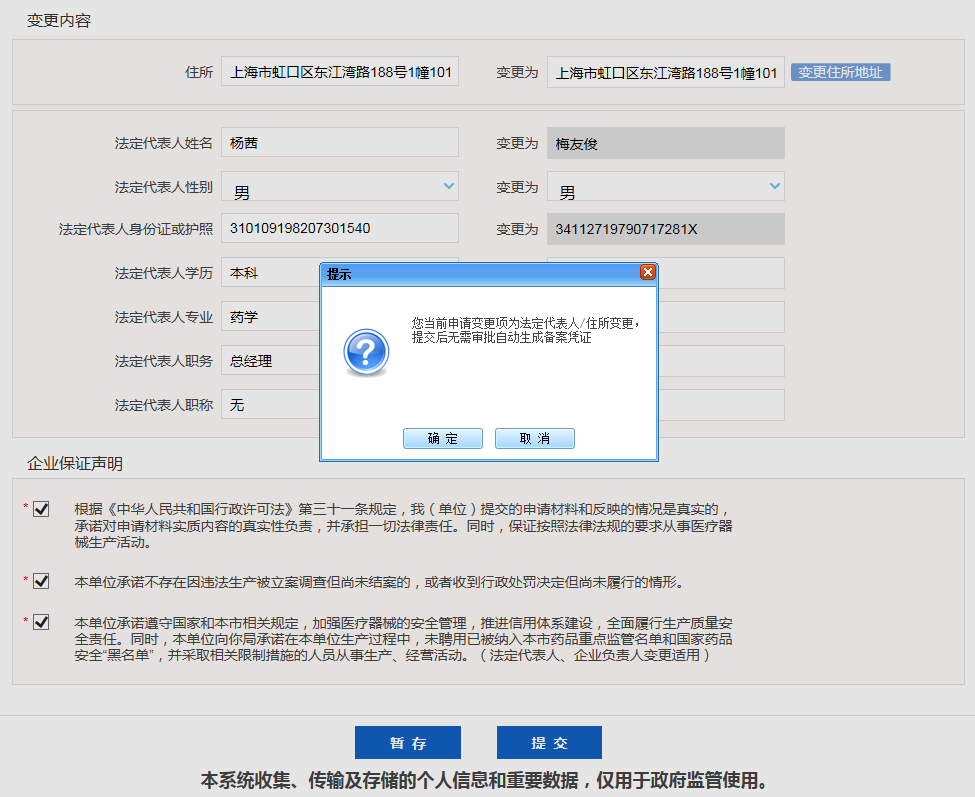 变更内容
住所 上海市虹口区东江湾路188号1幢101 变更为 上海市虹口区东江湾路188号1幢101 变更住所地址
法定代表人姓名 杨茜 变更为 梅友俊
法定代表人性别 男 变更为 男
法定代表人身份证或护照 310109198207301540 变更为 34112719790717281X
法定代表人学历 本科
法定代表人专业 药学
法定代表人职务 总经理
法定代表人职称 无
提示
您当前申请变更项为法定代表人/住所变更，
提交后无需审批自动生成备案凭证
确 定 取 消
企业保证声明
* 根据《中华人民共和国行政许可法》第三十一条规定，我（单位）提交的申请材料和反映的情况是真实的，
承诺对申请材料实质内容的真实性负责，并承担一切法律责任。同时，保证按照法律法规的要求从事医疗器
械生产活动。
* 本单位承诺不存在因违法生产被立案调查但尚未结案的，或者收到行政处罚决定但尚未履行的情形。
* 本单位承诺遵守国家和本市相关规定，加强医疗器械的安全管理，推进信用体系建设，全面履行生产质量安
全责任。同时，本单位向你局承诺在本单位生产过程中，未聘用已被纳入本市药品重点监管名单和国家药品
安全“黑名单”，并采取相关限制措施的人员从事生产、经营活动。（法定代表人、企业负责人变更适用）
暂 存 提 交
本系统收集、传输及存储的个人信息和重要数据，仅用于政府监管使用。